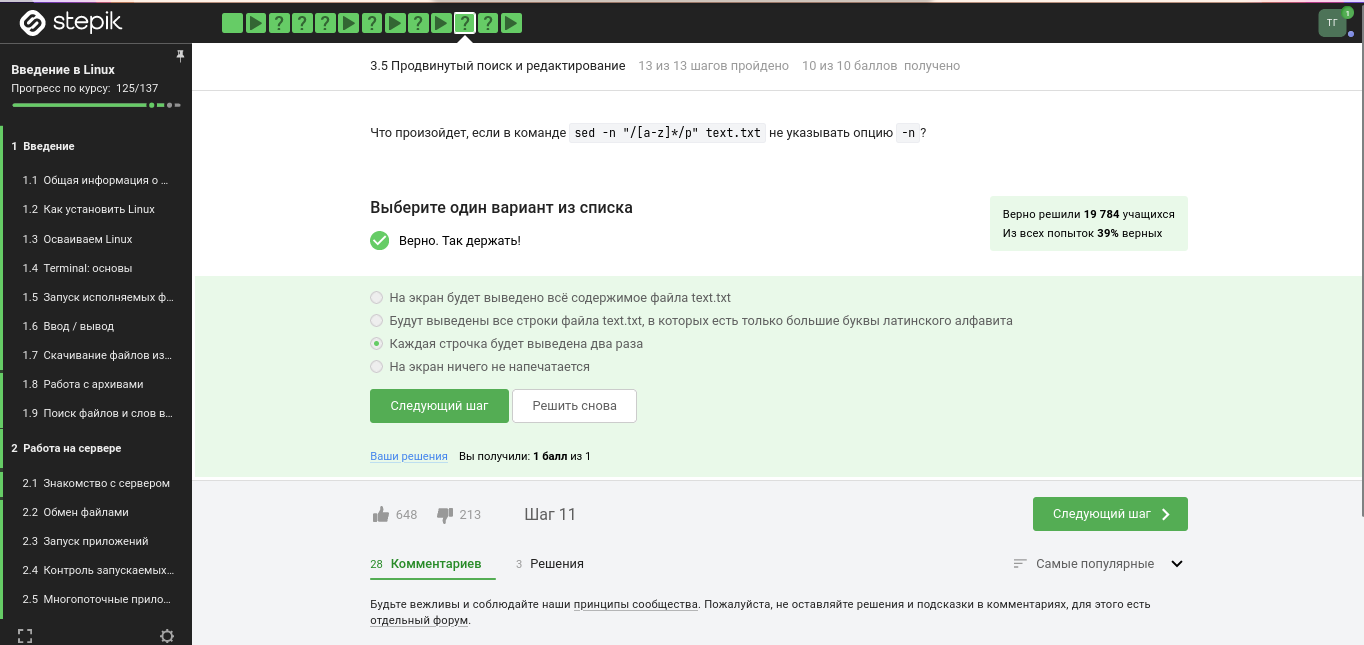 stepik
? ? ? ? ? ? ?
ТГ
1
Введение в Linux
Прогресс по курсу: 125/137
1 Введение
1.1 Общая информация о ...
1.2 Как установить Linux
1.3 Осваиваем Linux
1.4 Terminal: основы
1.5 Запуск исполняемых ф...
1.6 Ввод / вывод
1.7 Скачивание файлов из...
1.8 Работа с архивами
1.9 Поиск файлов и слов в...
2 Работа на сервере
2.1 Знакомство с сервером
2.2 Обмен файлами
2.3 Запуск приложений
2.4 Контроль запускаемых...
2.5 Многопоточные прило...
3.5 Продвинутый поиск и редактирование 13 из 13 шагов пройдено 10 из 10 баллов получено
Что произойдет, если в команде sed -n "/[a-z]*/p" text.txt не указывать опцию -n ?
Выберите один вариант из списка
Верно. Так держать!
Верно решили 19 784 учащихся
Из всех попыток 39% верных
На экран будет выведено всё содержимое файла text.txt
Будут выведены все строки файла text.txt, в которых есть только большие буквы латинского алфавита
Каждая строчка будет выведена два раза
На экран ничего не напечатается
Следующий шаг Решить снова
Ваши решения Вы получили: 1 балл из 1
648 213 Шаг 11 Следующий шаг
28 Комментариев 3 Решения Самые популярные
Будьте вежливы и соблюдайте наши принципы сообщества. Пожалуйста, не оставляйте решения и подсказки в комментариях, для этого есть
отдельный форум.